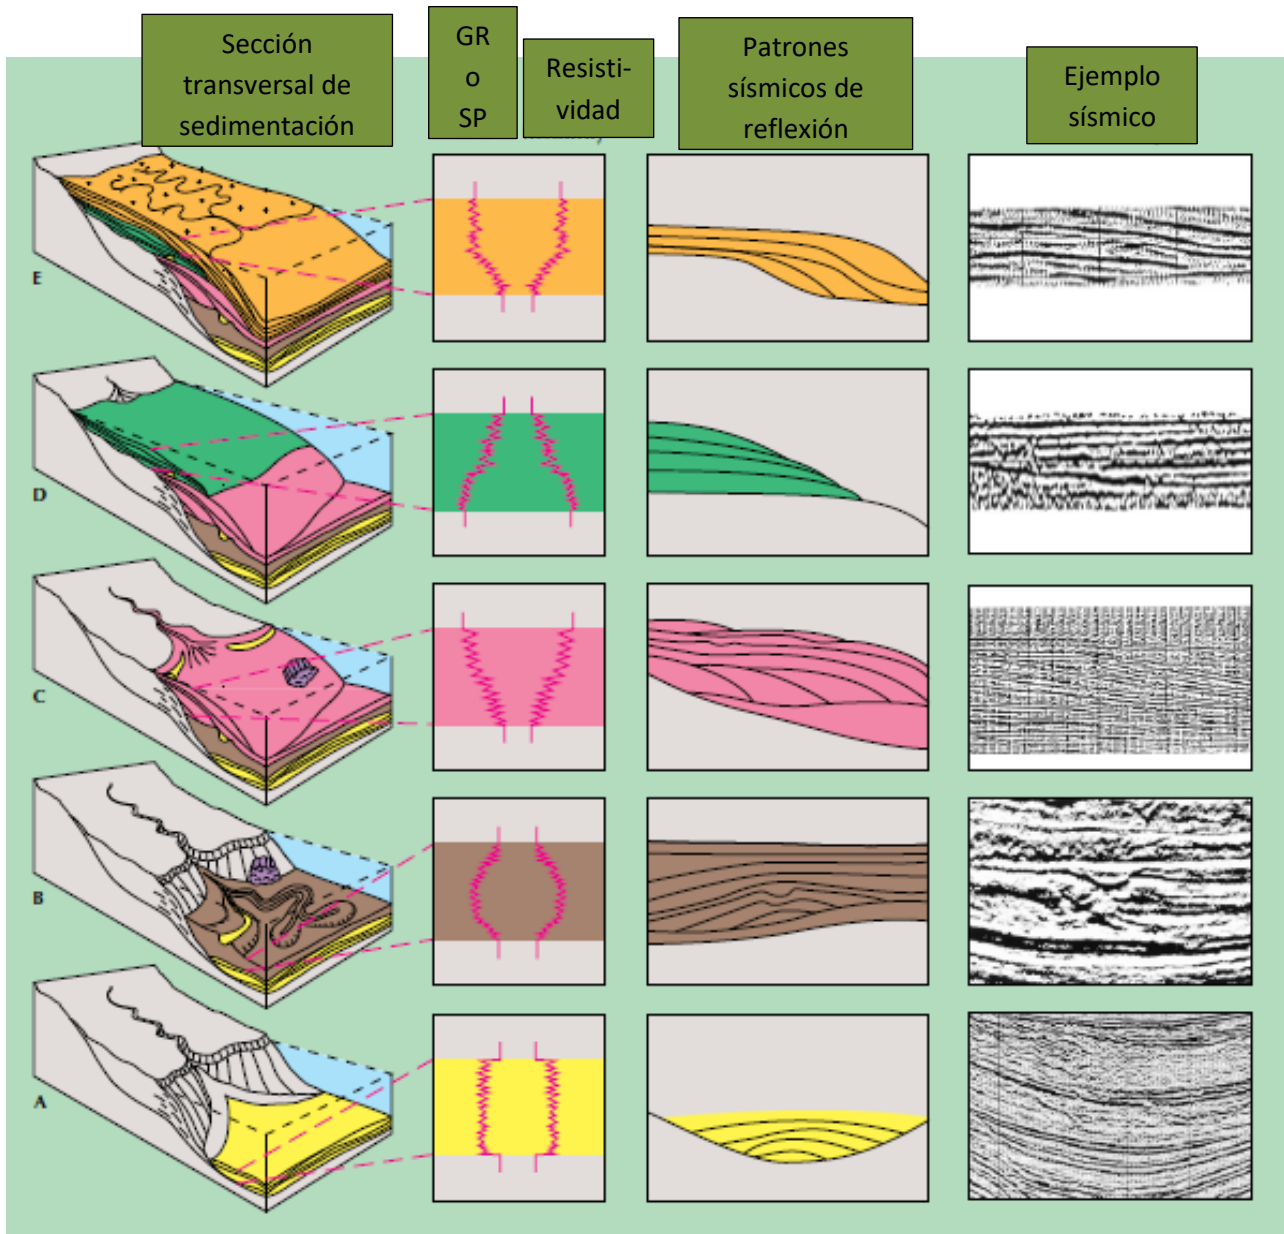 Sección
transversal de
sedimentación
GR
o
SP
Resisti-
vidad
Patrones
sísmicos de
reflexión
Ejemplo
sísmico
E
D
C
B
A